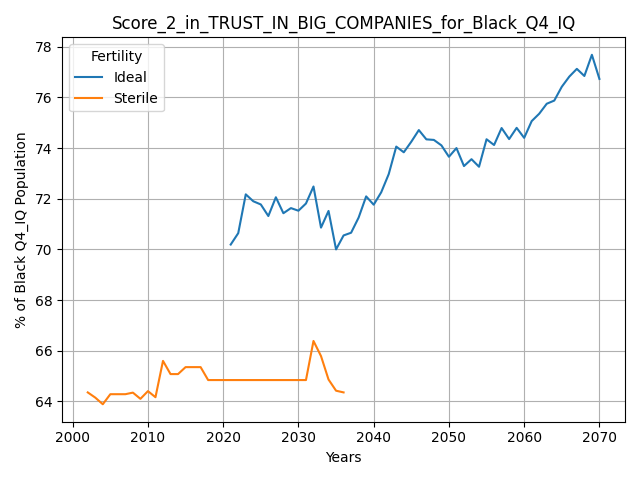 Score_2_in_TRUST_IN_BIG_COMPANIES_for_Black_Q4_IQ
Fertility
Ideal
Sterile
% of Black Q4_IQ Population
78
76
74
72
70
68
66
64
2000
2010
2020
2030
2040
2050
2060
2070
Years